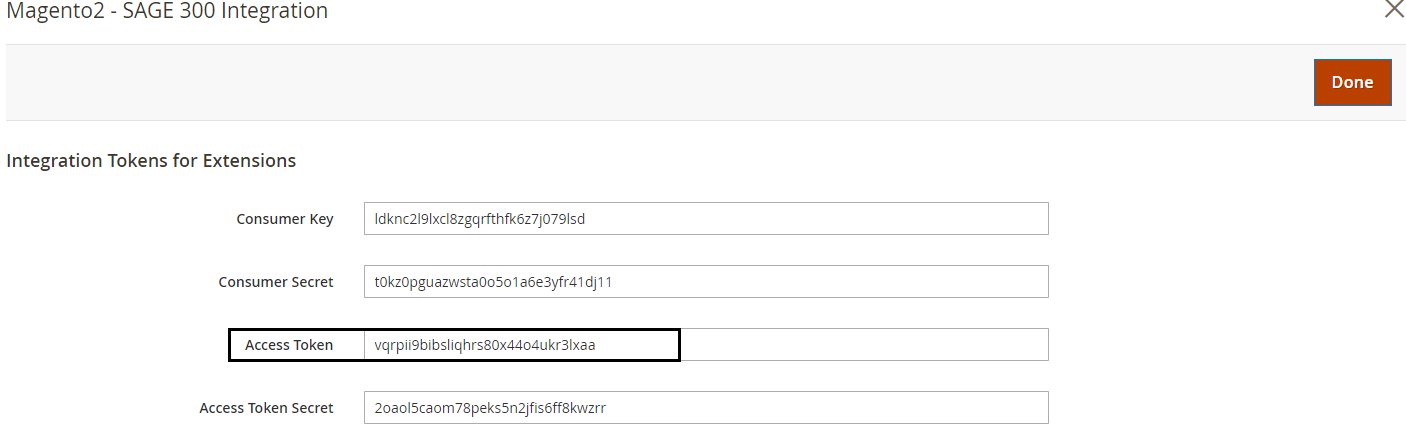 Magento2 - SAGE 300 Integration
Done
Integration Tokens for Extensions
Consumer Key ldknc2l9lxcl8zgqrfthfk6z7j079lsd
Consumer Secret t0kz0pguazwsta0o5o1a6e3yfr41dj11
Access Token vqrpii9bibsliqhrs80x44o4ukr3lxaa
Access Token Secret 2oaol5caom78peks5n2jfis6ff8kwzrr